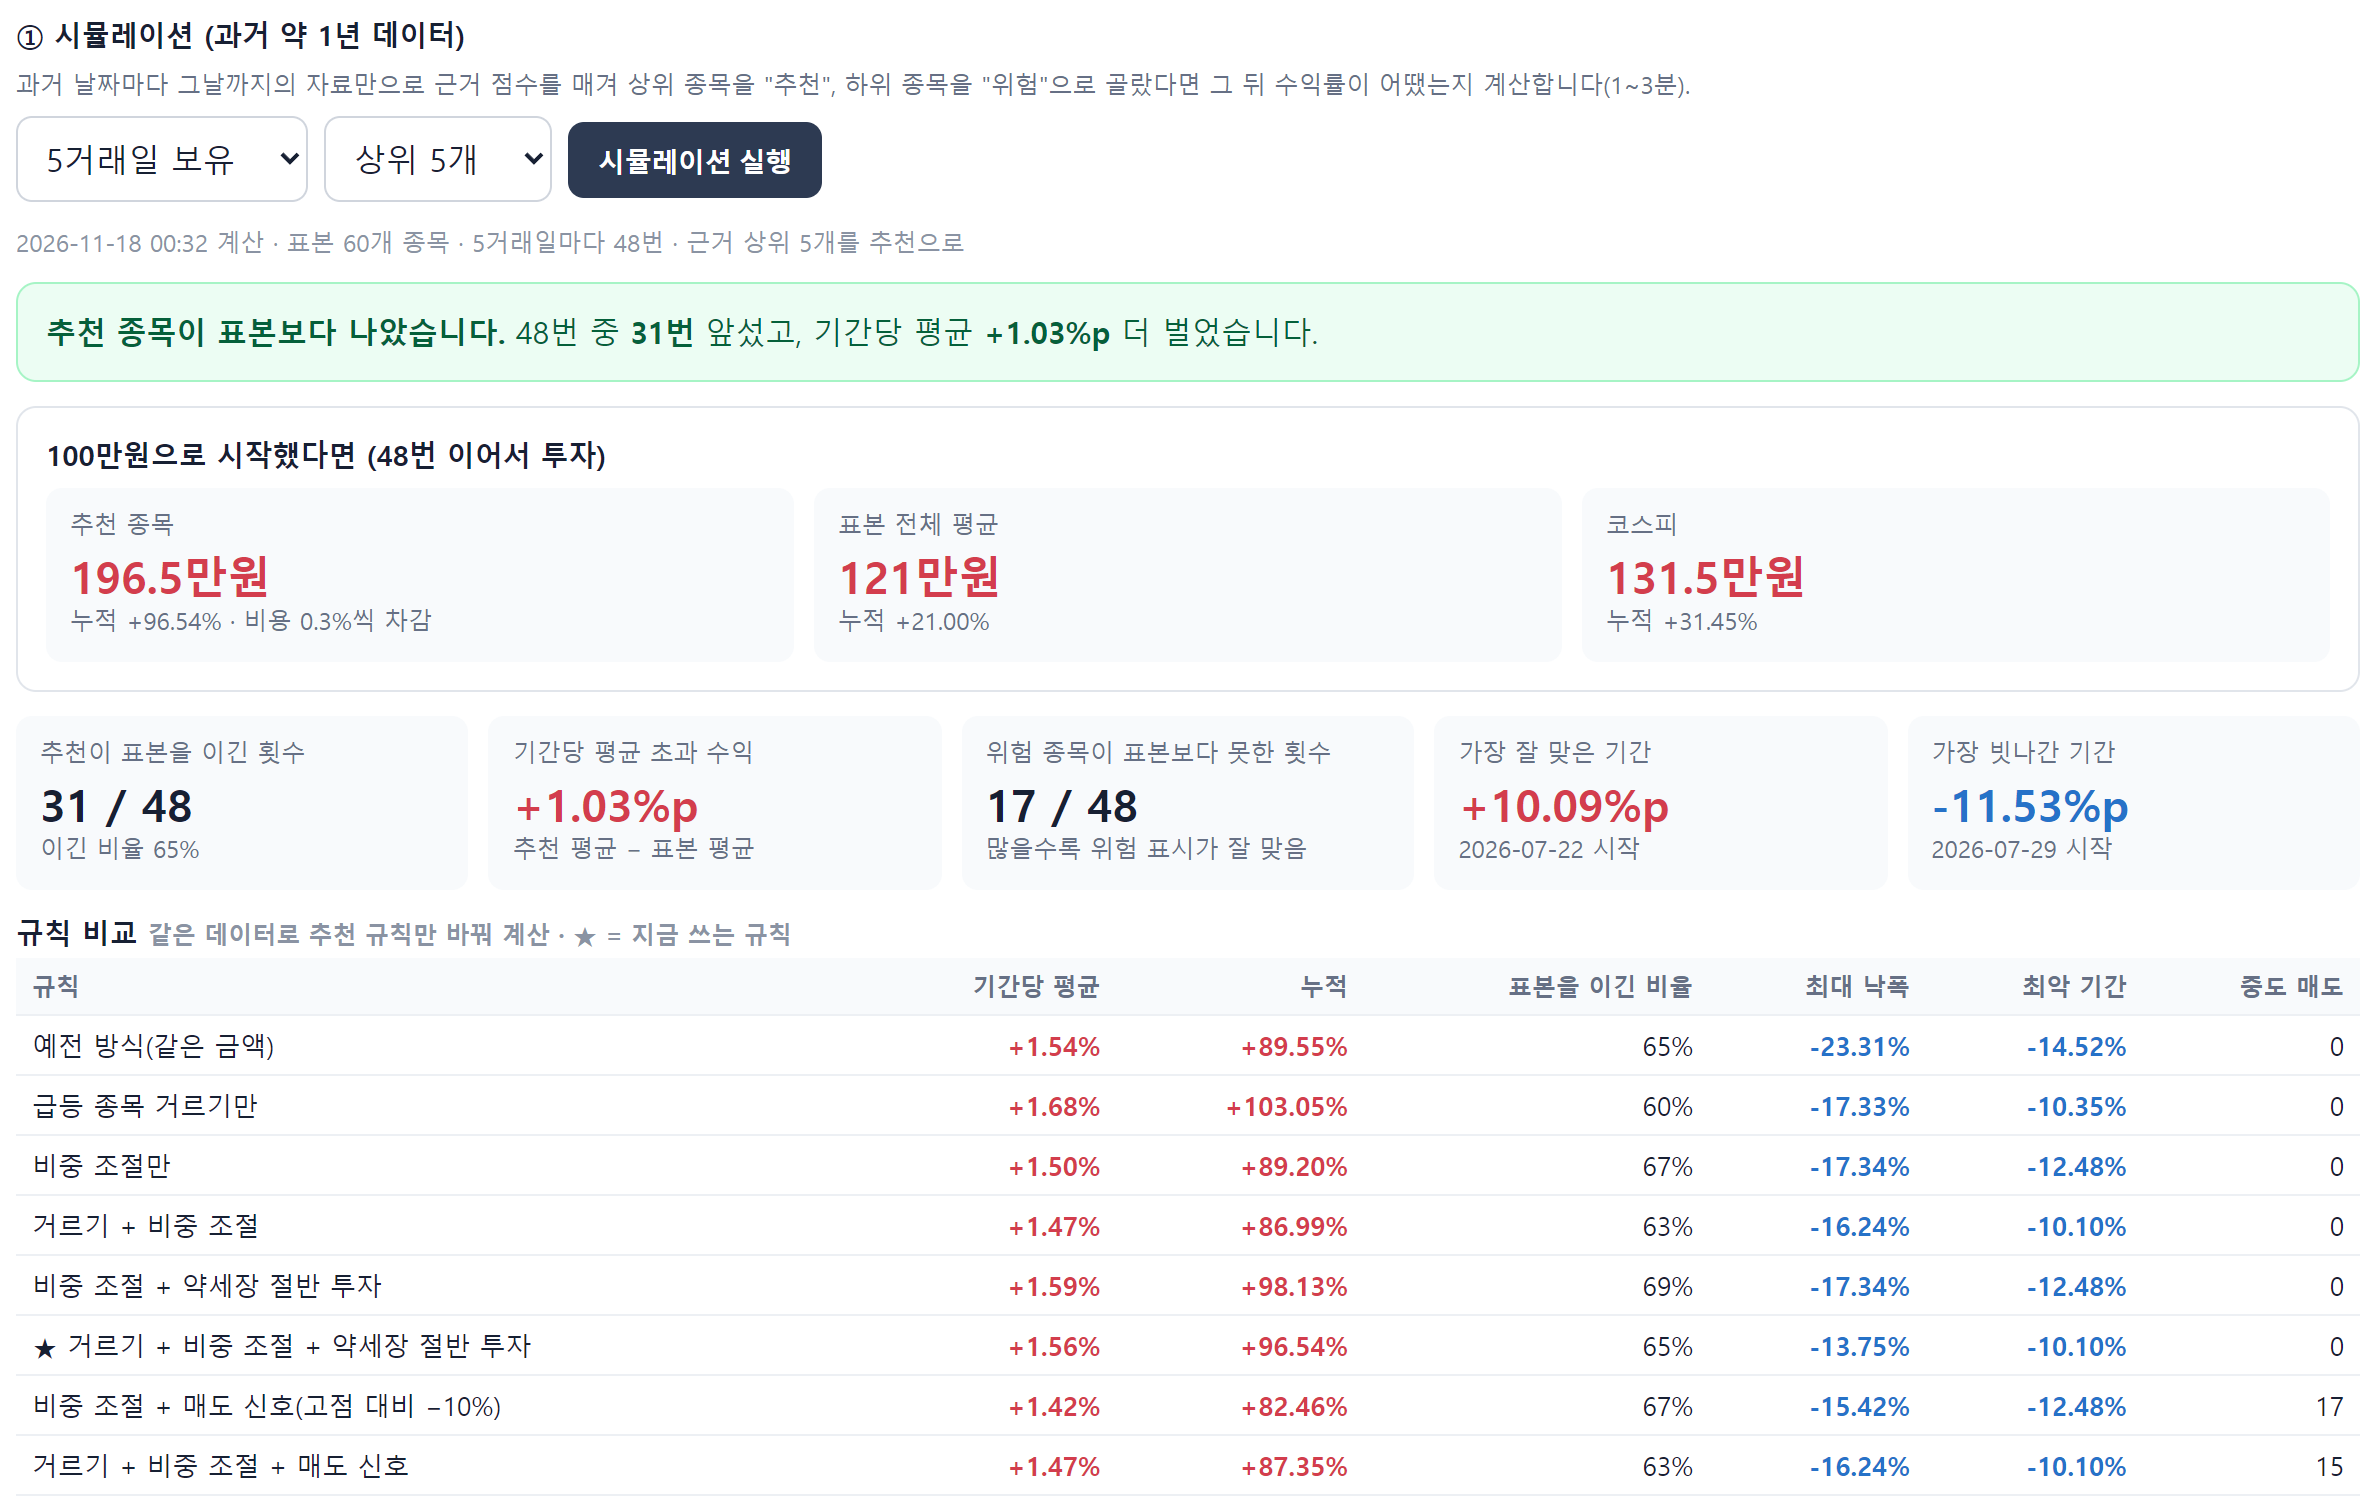 ① 시뮬레이션 (과거 약 1년 데이터)
과거 날짜마다 그날까지의 자료만으로 근거 점수를 매겨 상위 종목을 "추천", 하위 종목을 "위험"으로 골랐다면 그 뒤 수익률이 어땠는지 계산합니다(1~3분).
5거래일 보유 상위 5개 시뮬레이션 실행
2026-11-18 00:32 계산 · 표본 60개 종목 · 5거래일마다 48번 · 근거 상위 5개를 추천으로
추천 종목이 표본보다 나았습니다. 48번 중 31번 앞섰고, 기간당 평균 +1.03%p 더 벌었습니다.
100만원으로 시작했다면 (48번 이어서 투자)
추천 종목
196.5만원
누적 +96.54% · 비용 0.3%씩 차감
표본 전체 평균
121만원
누적 +21.00%
코스피
131.5만원
누적 +31.45%
추천이 표본을 이긴 횟수
31 / 48
이긴 비율 65%
기간당 평균 초과 수익
+1.03%p
추천 평균 − 표본 평균
위험 종목이 표본보다 못한 횟수
17 / 48
많을수록 위험 표시가 잘 맞음
가장 잘 맞은 기간
+10.09%p
2026-07-22 시작
가장 빗나간 기간
-11.53%p
2026-07-29 시작
규칙 비교 같은 데이터로 추천 규칙만 바꿔 계산 · ★ = 지금 쓰는 규칙
규칙 기간당 평균 누적 표본을 이긴 비율 최대 낙폭 최악 기간 중도 매도
예전 방식(같은 금액) +1.54% +89.55% 65% -23.31% -14.52% 0
급등 종목 거르기만 +1.68% +103.05% 60% -17.33% -10.35% 0
비중 조절만 +1.50% +89.20% 67% -17.34% -12.48% 0
거르기 + 비중 조절 +1.47% +86.99% 63% -16.24% -10.10% 0
비중 조절 + 약세장 절반 투자 +1.59% +98.13% 69% -17.34% -12.48% 0
★ 거르기 + 비중 조절 + 약세장 절반 투자 +1.56% +96.54% 65% -13.75% -10.10% 0
비중 조절 + 매도 신호(고점 대비 −10%) +1.42% +82.46% 67% -15.42% -12.48% 17
거르기 + 비중 조절 + 매도 신호 +1.47% +87.35% 63% -16.24% -10.10% 15